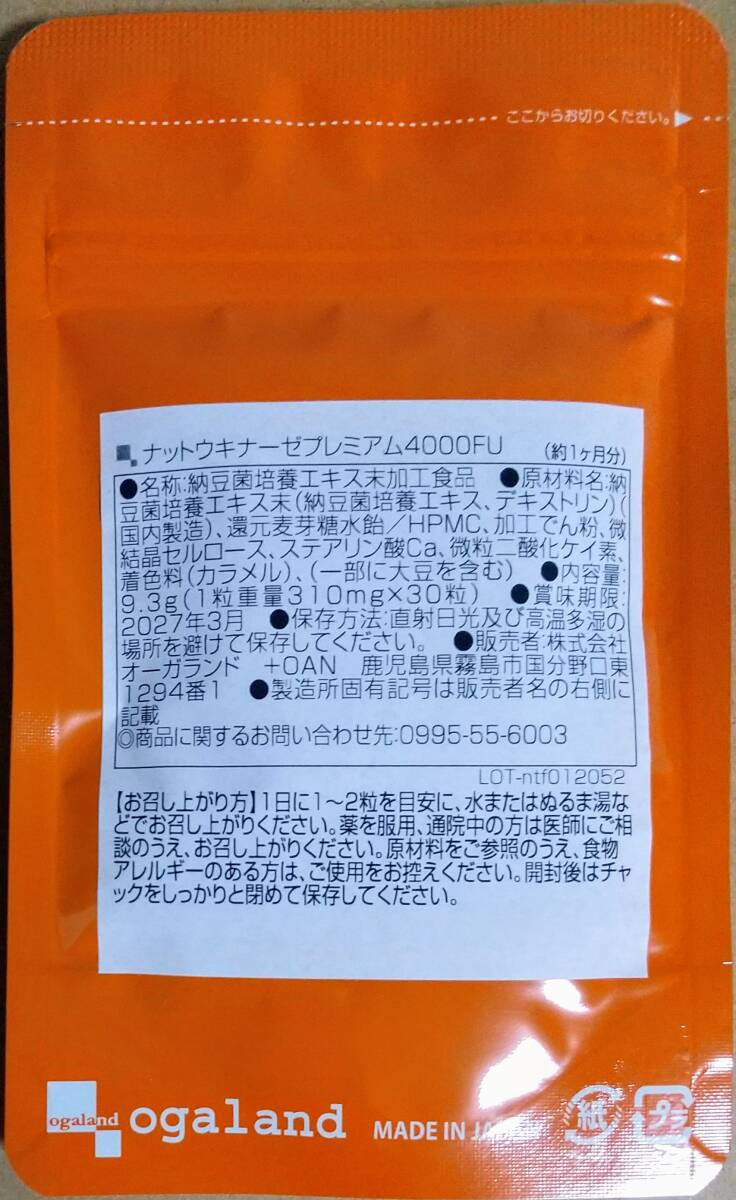 ここからお切りください。▶
ナットウキナーゼプレミアム4000FU (約1ヶ月分)
●名称:納豆菌培養エキス末加工食品 ●原材料名:納
豆菌培養エキス末(納豆菌培養エキス、デキストリン)(
国内製造)、還元麦芽糖水飴/HPMC、加工でん粉、微
結晶セルロース、ステアリン酸Ca、微粒二酸化ケイ素、
着色料(カラメル)、(一部に大豆を含む) ●内容量:
9.3g(1粒重量310mg×30粒) ●賞味期限:
2027年3月 ●保存方法:直射日光及び高温多湿の
場所を避けて保存してください。 ●販売者:株式会社
オーガランド +OAN 鹿児島県霧島市国分野口東
1294番1 ●製造所固有記号は販売者名の右側に
記載
◎商品に関するお問い合わせ先:0995-55-6003
LOT-ntf012052
【お召し上がり方】1日に1～2粒を目安に、水またはぬるま湯な
どでお召し上がりください。薬を服用、通院中の方は医師にご相
談のうえ、お召し上がりください。原材料をご参照のうえ、食物
アレルギーのある方は、ご使用をお控えください。開封後はチャ
ックをしっかりと閉めて保存してください。
ogaland ogaland MADE IN JAPAN 紙 プラ